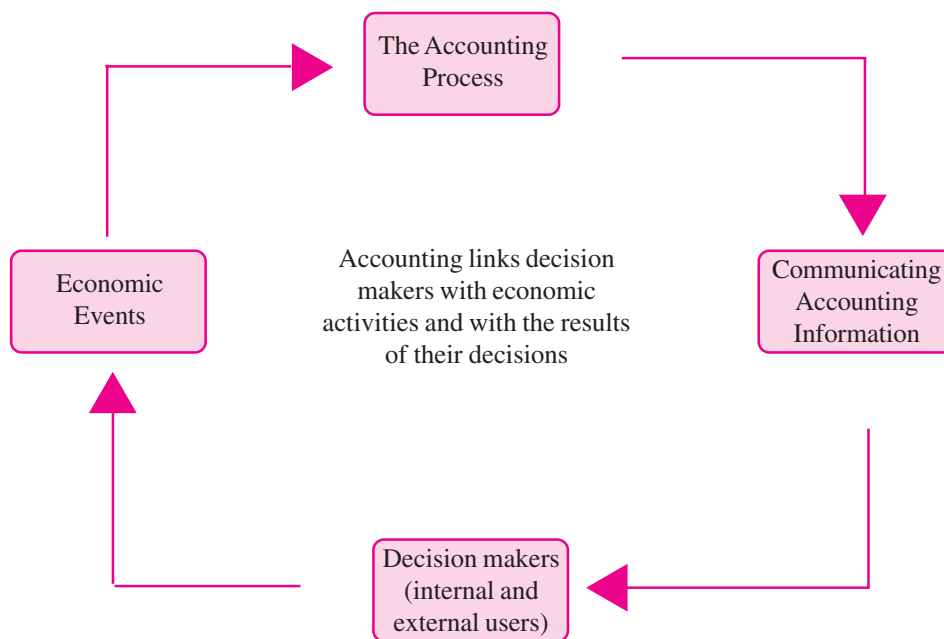 The Accounting
Process
Economic
Events
Accounting links decision
makers with economic
activities and with the results
of their decisions
Communicating
Accounting
Information
Decision makers
(internal and
external users)